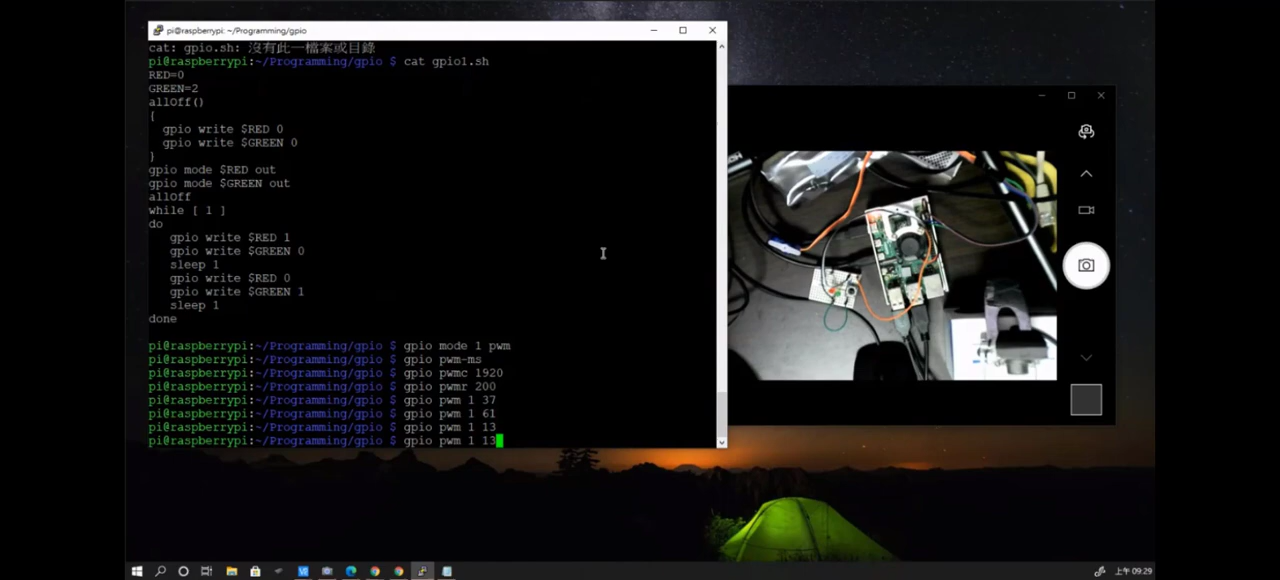 pi@raspberrypi: ~/Programming/gpio
cat: gpio.sh: 沒有此一檔案或目錄
pi@raspberrypi:~/Programming/gpio $ cat gpio1.sh
RED=0
GREEN=2
allOff()
{
  gpio write $RED 0
  gpio write $GREEN 0
}
gpio mode $RED out
gpio mode $GREEN out
allOff
while [ 1 ]
do
   gpio write $RED 1
   gpio write $GREEN 0
   sleep 1
   gpio write $RED 0
   gpio write $GREEN 1
   sleep 1
done
pi@raspberrypi:~/Programming/gpio $ gpio mode 1 pwm
pi@raspberrypi:~/Programming/gpio $ gpio pwm-ms
pi@raspberrypi:~/Programming/gpio $ gpio pwmc 1920
pi@raspberrypi:~/Programming/gpio $ gpio pwmr 200
pi@raspberrypi:~/Programming/gpio $ gpio pwm 1 37
pi@raspberrypi:~/Programming/gpio $ gpio pwm 1 61
pi@raspberrypi:~/Programming/gpio $ gpio pwm 1 13
pi@raspberrypi:~/Programming/gpio $ gpio pwm 1 13
上午 09:29